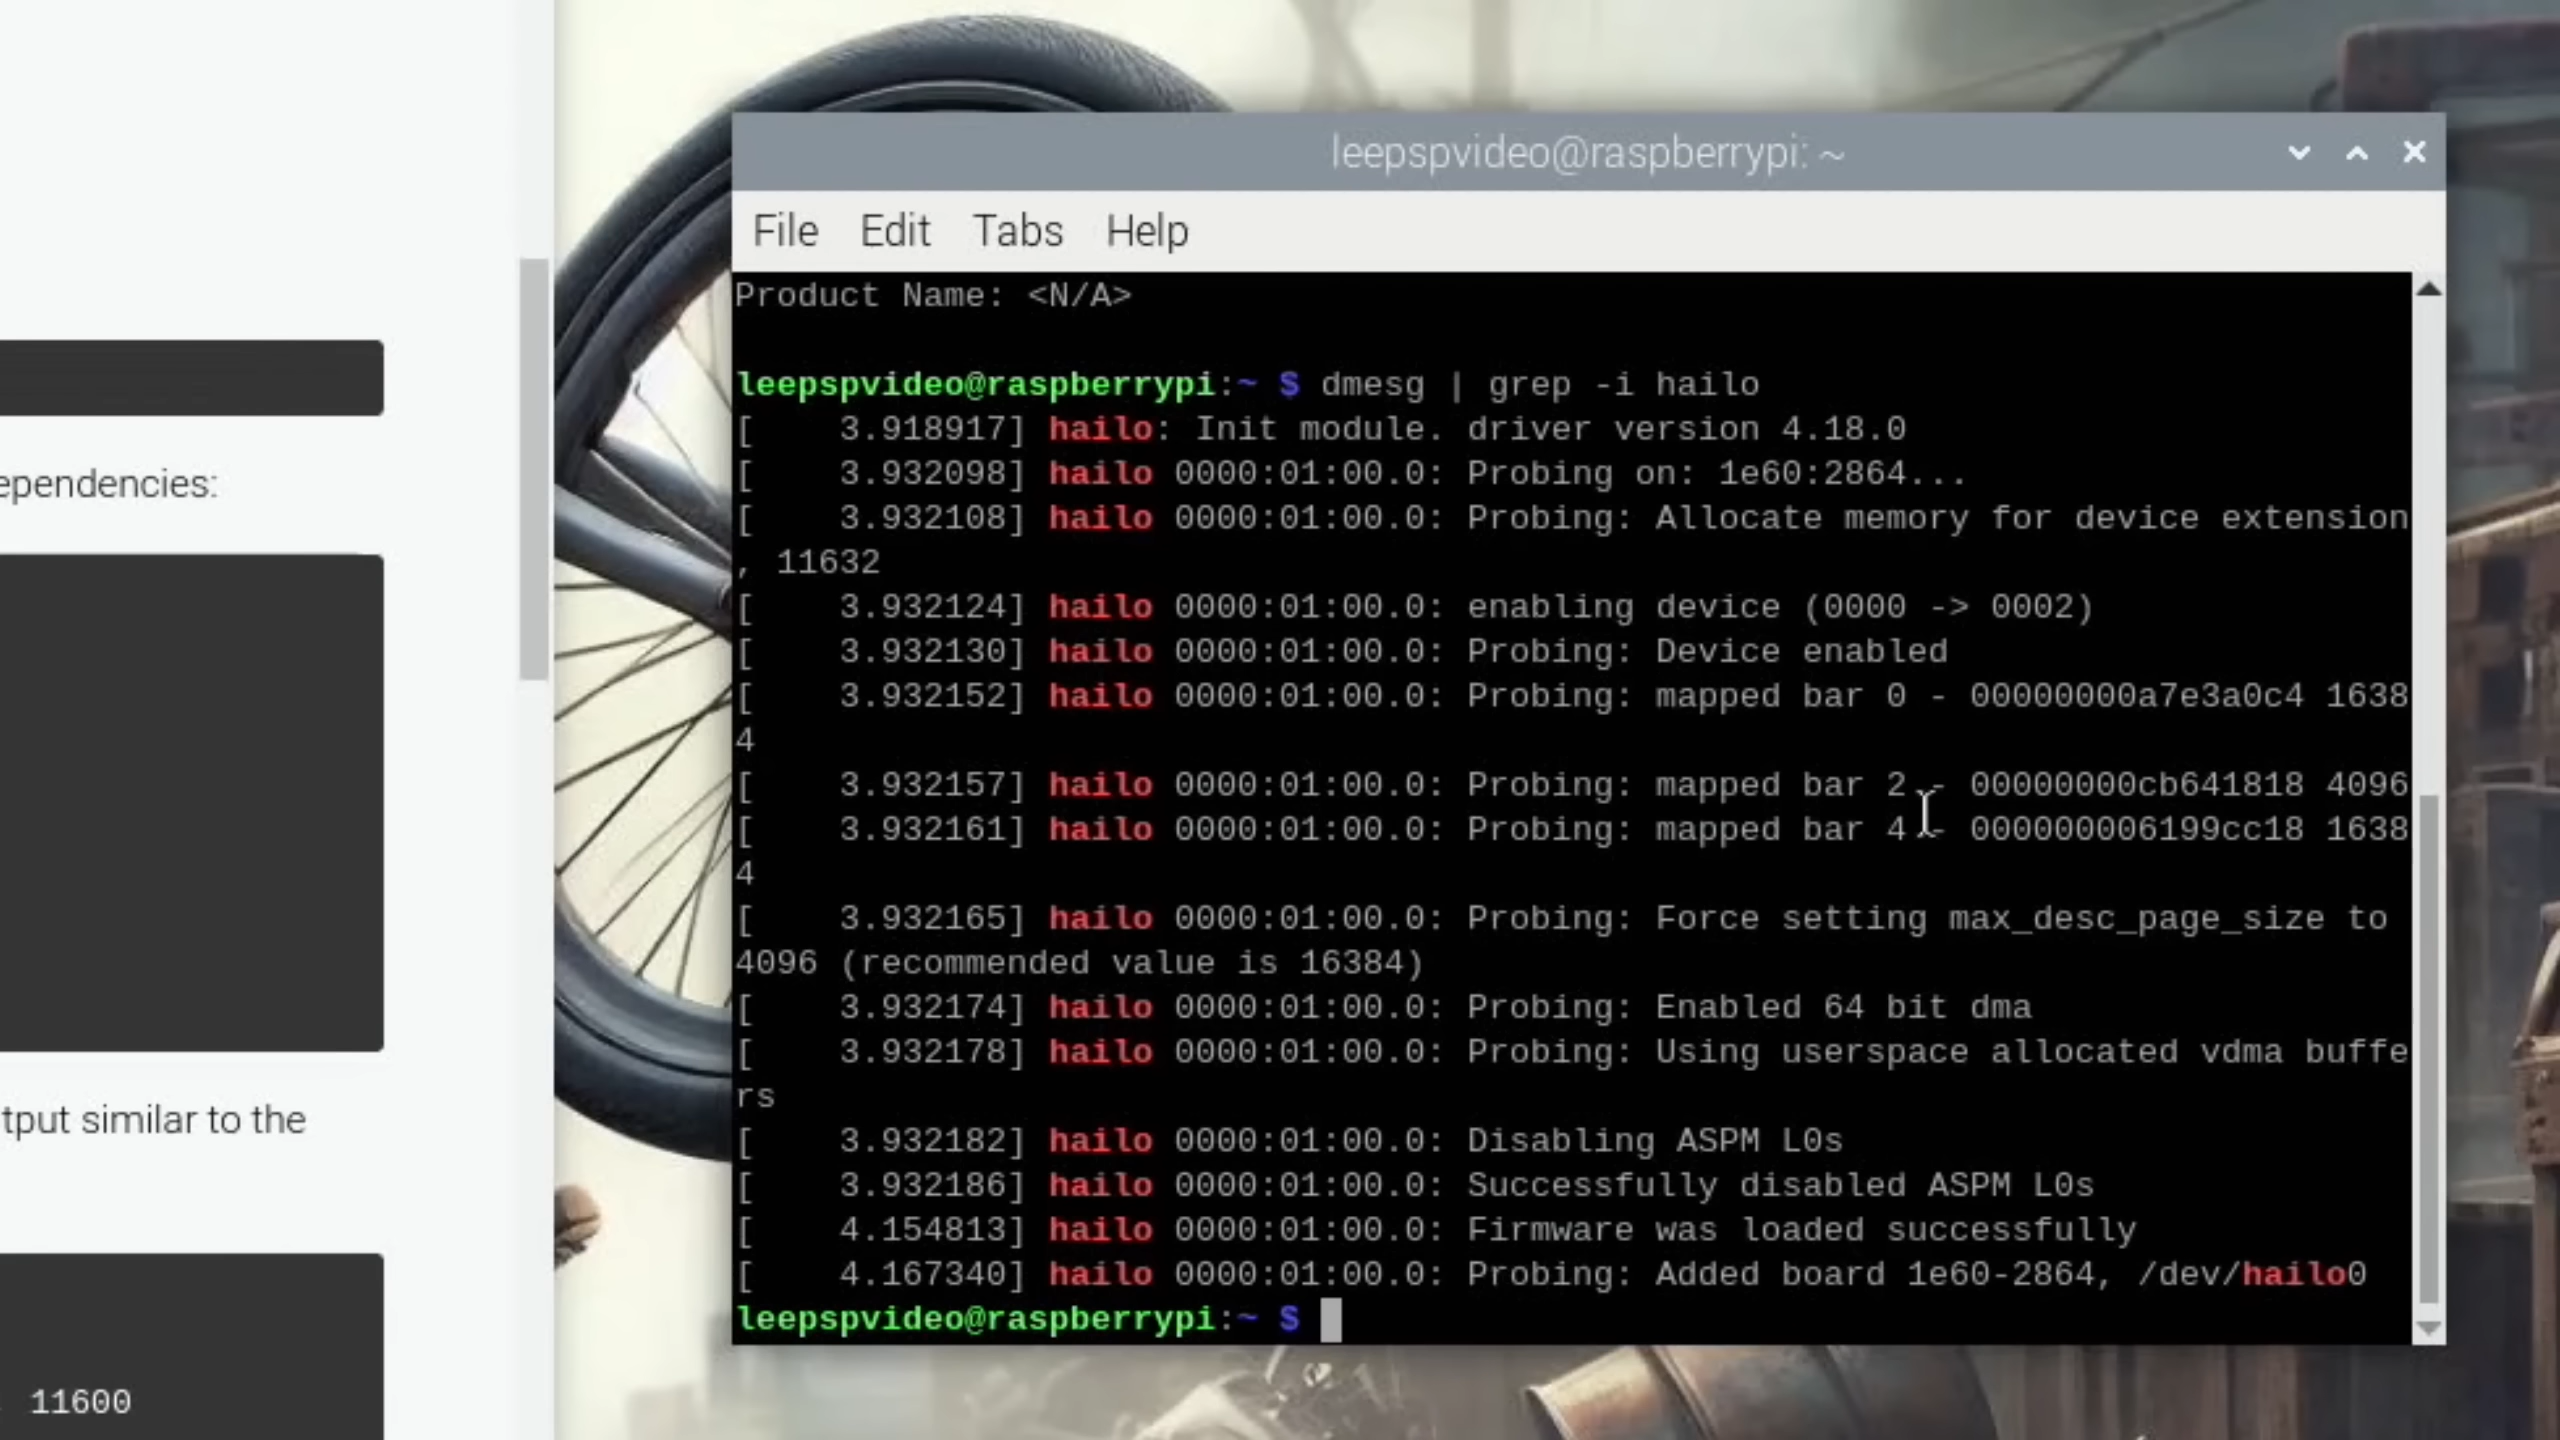 leepspvideo@raspberrypi: ~
File Edit Tabs Help
Product Name: <N/A>
leepspvideo@raspberrypi:~ $ dmesg | grep -i hailo
[    3.918917] hailo: Init module. driver version 4.18.0
[    3.932098] hailo 0000:01:00.0: Probing on: 1e60:2864...
[    3.932108] hailo 0000:01:00.0: Probing: Allocate memory for device extension
, 11632
[    3.932124] hailo 0000:01:00.0: enabling device (0000 -> 0002)
[    3.932130] hailo 0000:01:00.0: Probing: Device enabled
[    3.932152] hailo 0000:01:00.0: Probing: mapped bar 0 - 00000000a7e3a0c4 1638
4
[    3.932157] hailo 0000:01:00.0: Probing: mapped bar 2 - 00000000cb641818 4096
[    3.932161] hailo 0000:01:00.0: Probing: mapped bar 4 - 000000006199cc18 1638
4
[    3.932165] hailo 0000:01:00.0: Probing: Force setting max_desc_page_size to
4096 (recommended value is 16384)
[    3.932174] hailo 0000:01:00.0: Probing: Enabled 64 bit dma
[    3.932178] hailo 0000:01:00.0: Probing: Using userspace allocated vdma buffe
rs
[    3.932182] hailo 0000:01:00.0: Disabling ASPM L0s
[    3.932186] hailo 0000:01:00.0: Successfully disabled ASPM L0s
[    4.154813] hailo 0000:01:00.0: Firmware was loaded successfully
[    4.167340] hailo 0000:01:00.0: Probing: Added board 1e60-2864, /dev/hailo0
leepspvideo@raspberrypi:~ $
ependencies:
tput similar to the
11600